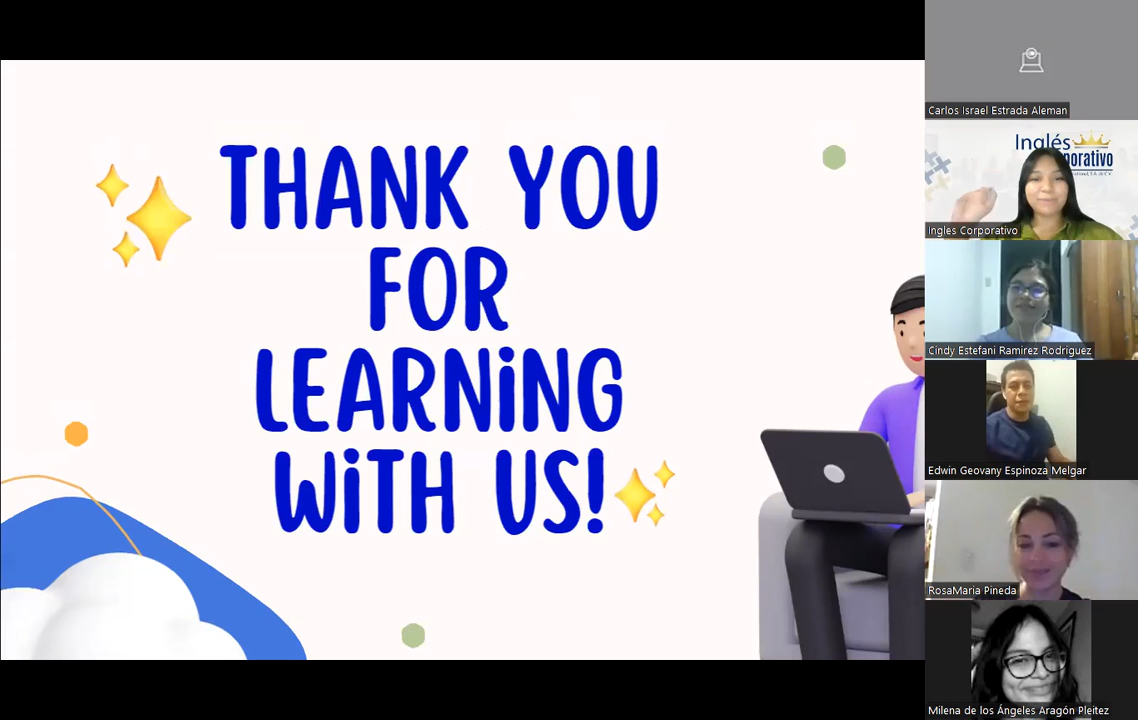 THANK YOU
FOR
LEARNING
WITH US!
Carlos Israel Estrada Aleman
Inglés
Ingles Corporativo
Cindy Estefani Ramirez Rodriguez
Edwin Geovany Espinoza Melgar
RosaMaria Pineda
Milena de los Ángeles Aragón Pleitez